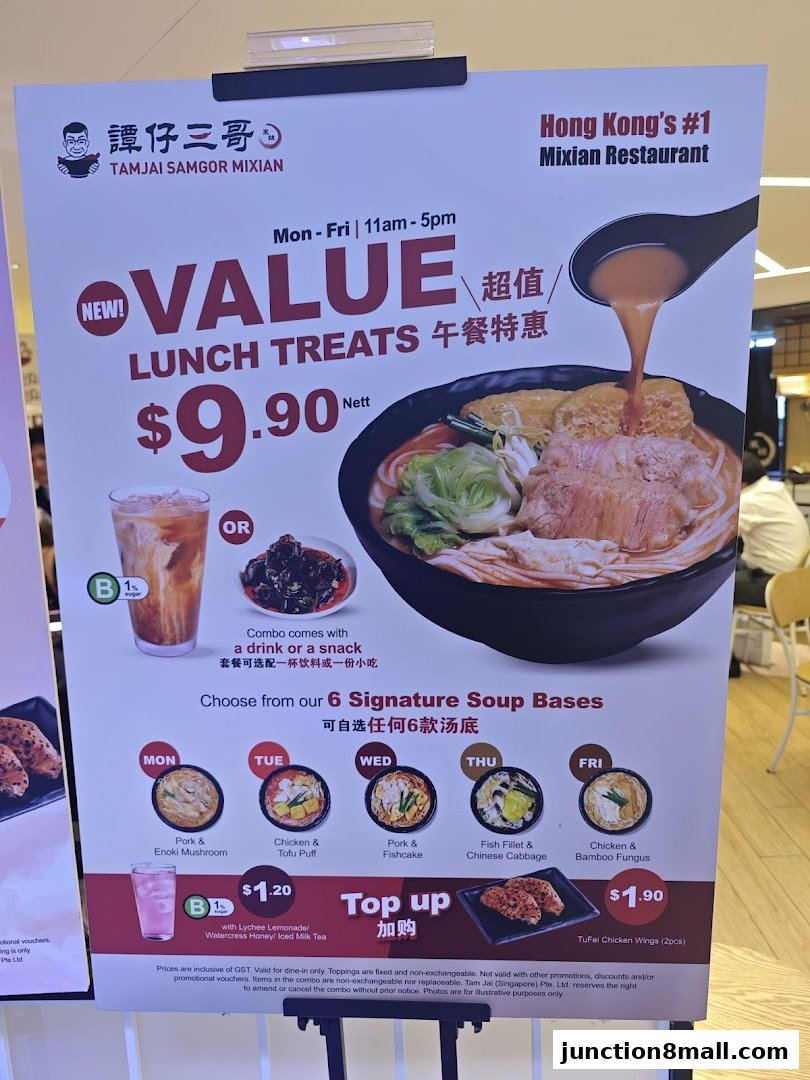 譚仔三哥 米線
TAMJAI SAMGOR MIXIAN
Hong Kong's #1
Mixian Restaurant
Mon - Fri | 11am - 5pm
NEW!
VALUE
LUNCH TREATS
超值
午餐特惠
$9.90 Nett
OR
B 1% sugar
Combo comes with
a drink or a snack
套餐可选配一杯饮料或一份小吃
Choose from our 6 Signature Soup Bases
可自选任何6款汤底
MON
Pork &
Enoki Mushroom
TUE
Chicken &
Tofu Puff
WED
Pork &
Fishcake
THU
Fish Fillet &
Chinese Cabbage
FRI
Chicken &
Bamboo Fungus
B 1% sugar
$1.20
with Lychee Lemonade/
Watercress Honey/ Iced Milk Tea
Top up
加购
$1.90
TuFei Chicken Wings (2pcs)
Prices are inclusive of GST. Valid for dine-in only. Toppings are fixed and non-exchangeable. Not valid with other promotions, discounts and/or
promotional vouchers. Items in the combo are non-exchangeable nor replaceable. Tam Jai (Singapore) Pte. Ltd. reserves the right
to amend or cancel the combo without prior notice. Photos are for illustrative purposes only.
vouchers.
ing is only
Pte Ltd
junction8mall.com